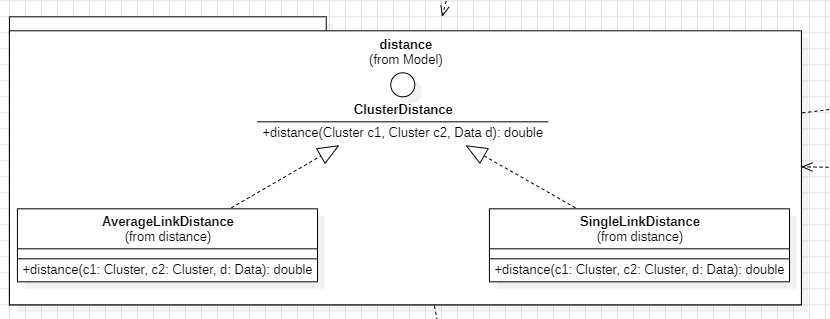 distance
(from Model)
ClusterDistance
+distance(Cluster c1, Cluster c2, Data d): double
AverageLinkDistance
(from distance)
+distance(c1: Cluster, c2: Cluster, d: Data): double
SingleLinkDistance
(from distance)
+distance(c1: Cluster, c2: Cluster, d: Data): double